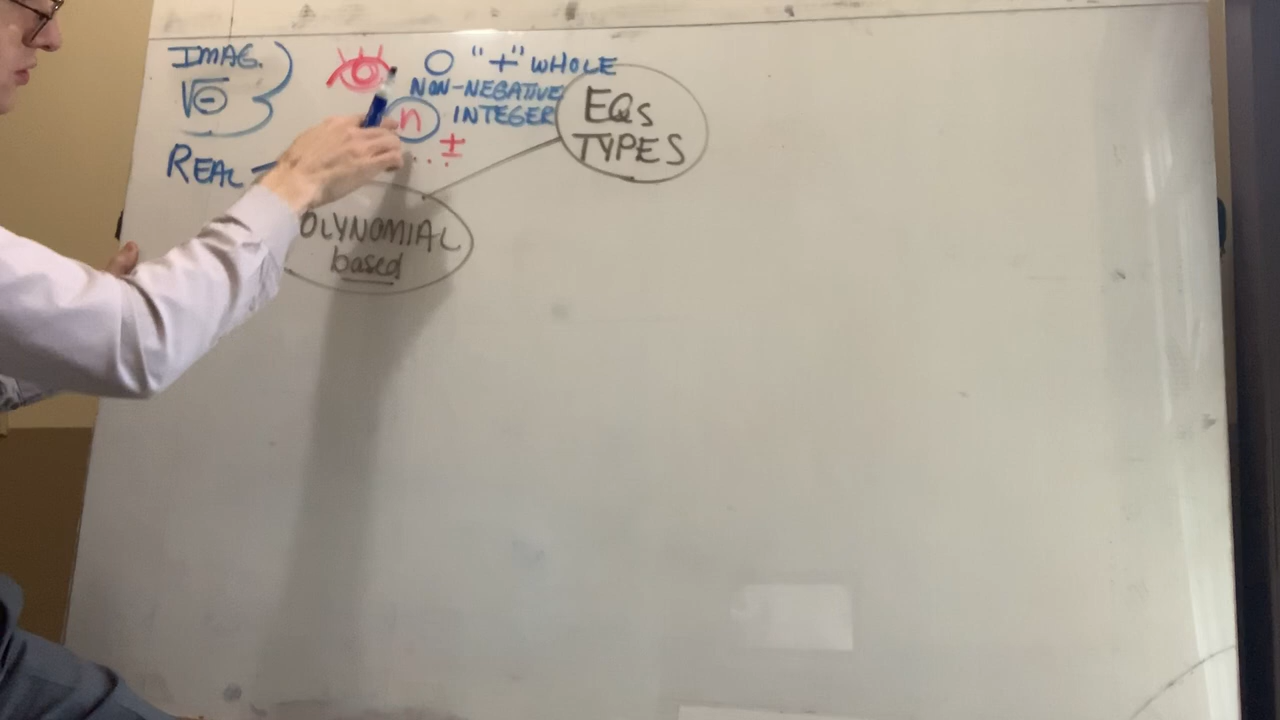 IMAG.
√⊖
REAL
0 "+" WHOLE
NON-NEGATIVE
n INTEGER
... ±
EQs
TYPES
OLYNOMIAL
based